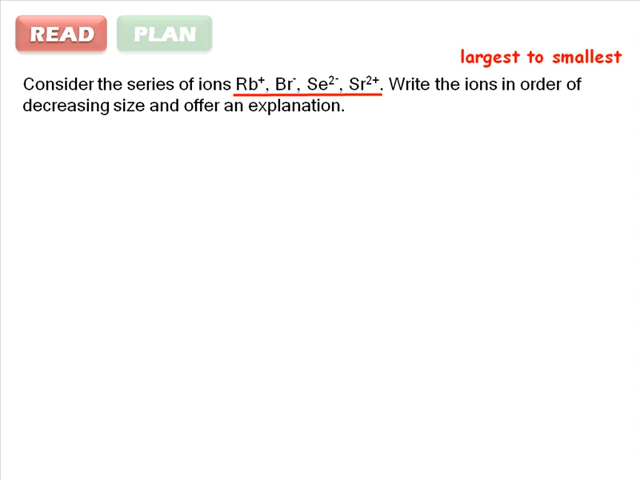 READ PLAN
largest to smallest
Consider the series of ions Rb⁺, Br⁻, Se²⁻, Sr²⁺. Write the ions in order of
decreasing size and offer an explanation.